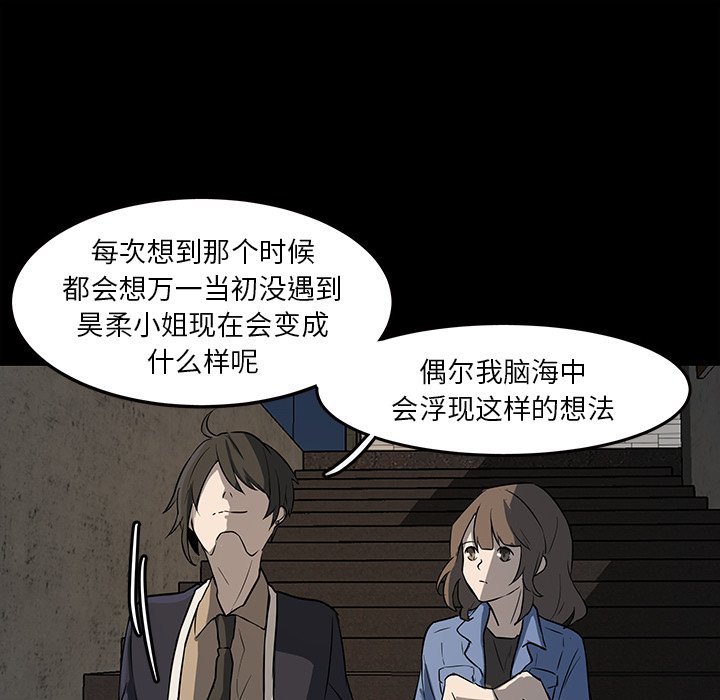 每次想到那个时候
都会想万一当初没遇到
昊柔小姐现在会变成
什么样呢
偶尔我脑海中
会浮现这样的想法